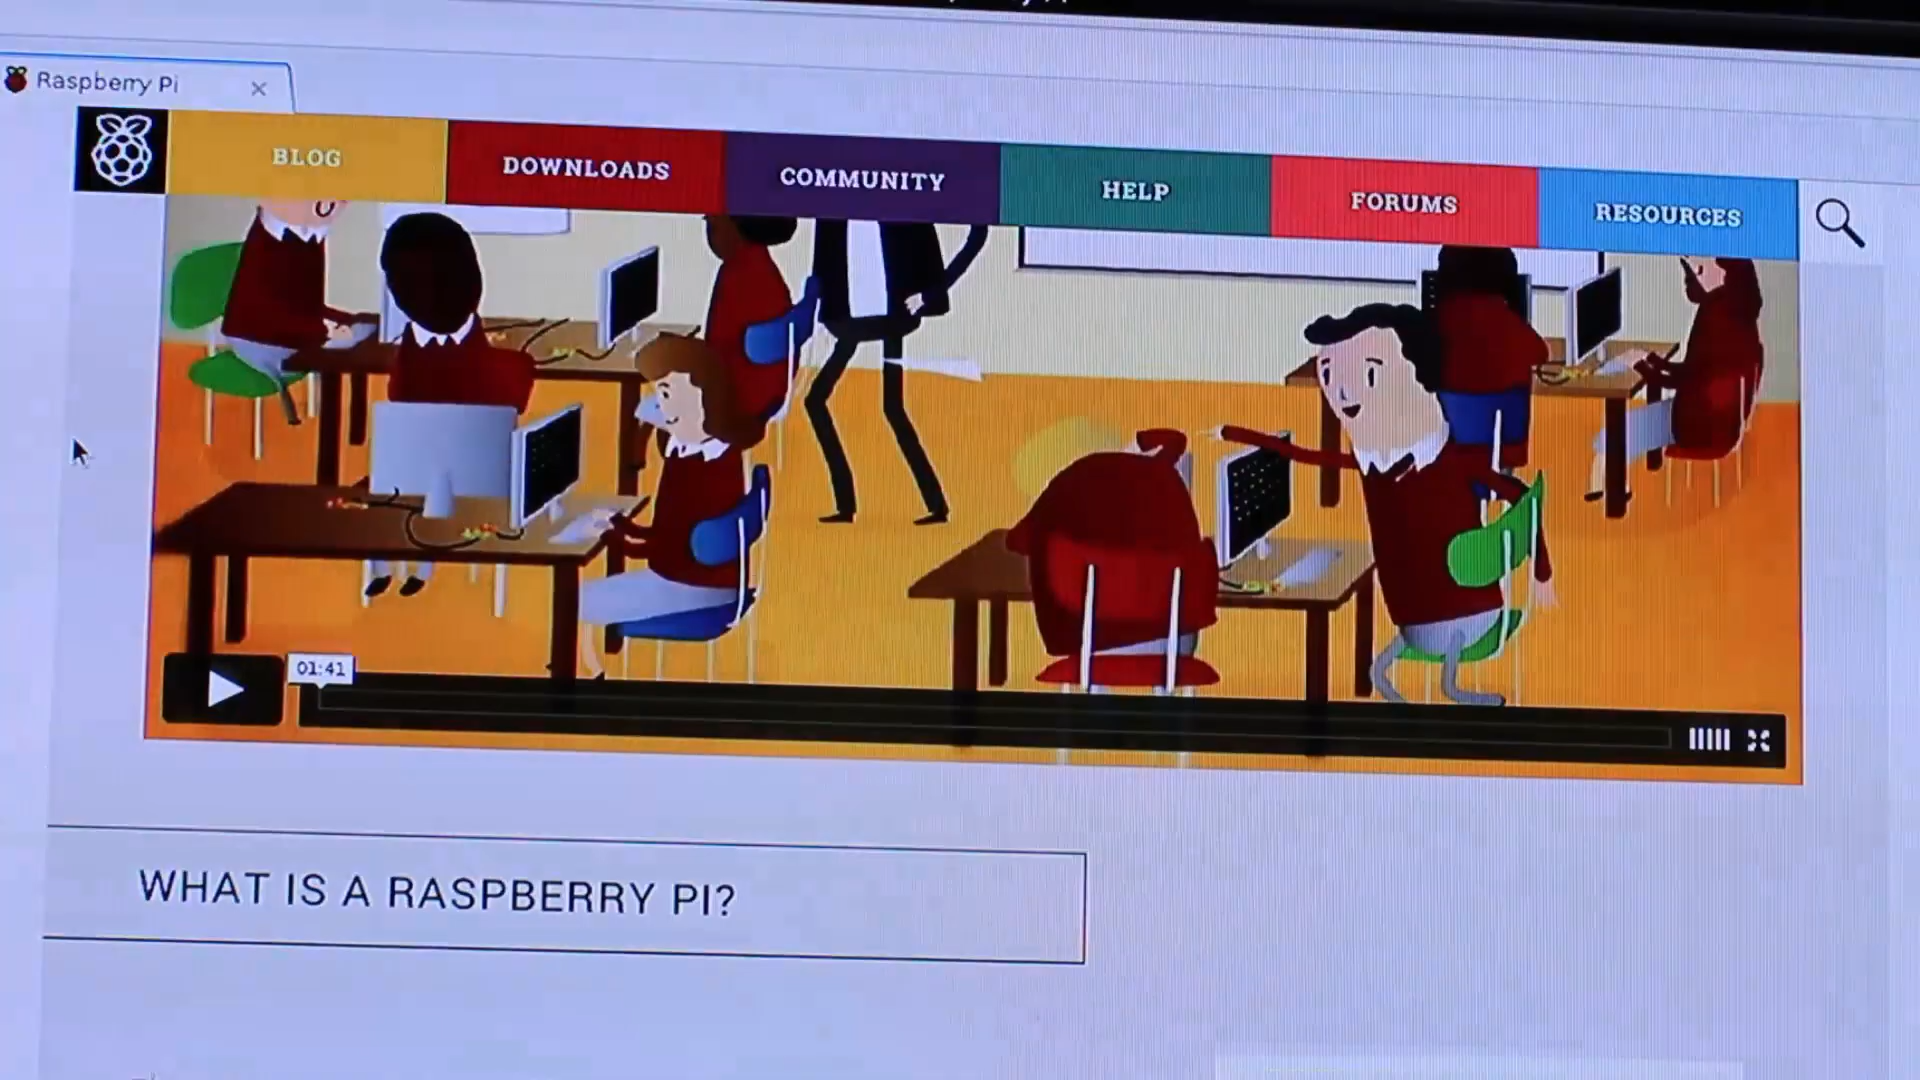 Raspberry Pi
BLOG
DOWNLOADS
COMMUNITY
HELP
FORUMS
RESOURCES
01:41
WHAT IS A RASPBERRY PI?